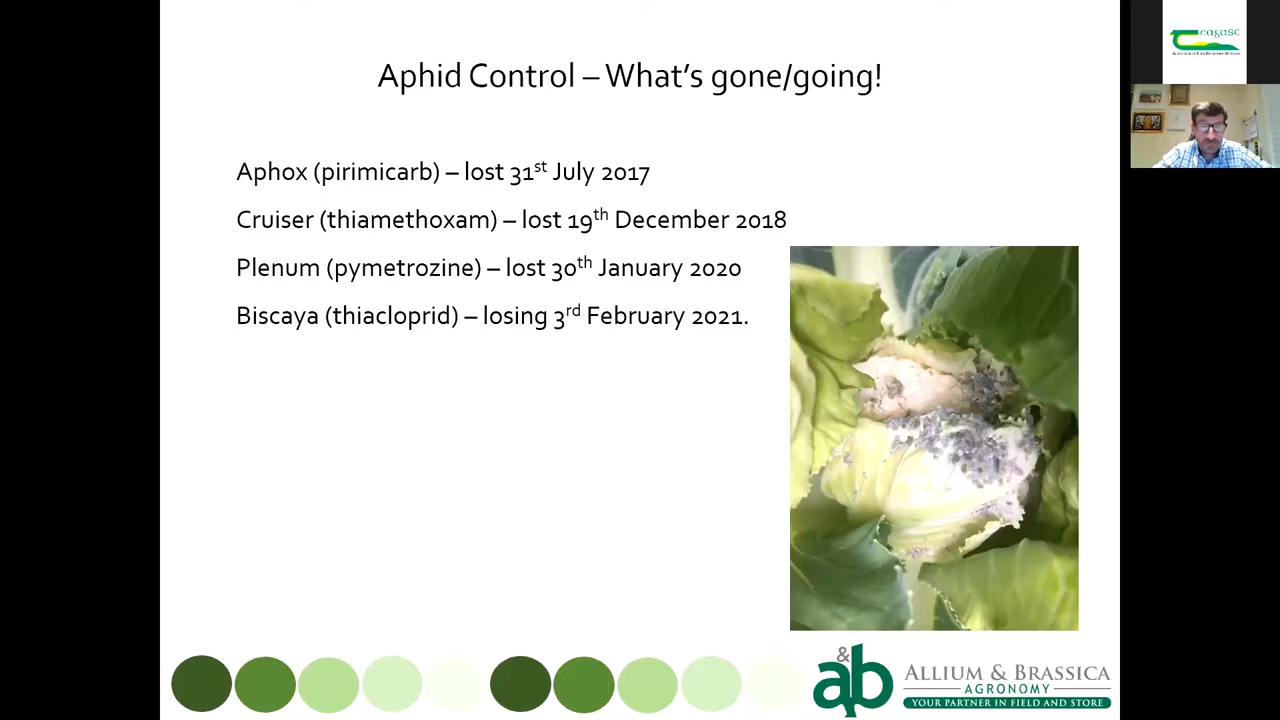 Aphid Control – What's gone/going!
Aphox (pirimicarb) – lost 31st July 2017
Cruiser (thiamethoxam) – lost 19th December 2018
Plenum (pymetrozine) – lost 30th January 2020
Biscaya (thiacloprid) – losing 3rd February 2021.
a&b
ALLIUM & BRASSICA
AGRONOMY
YOUR PARTNER IN FIELD AND STORE
eagasc